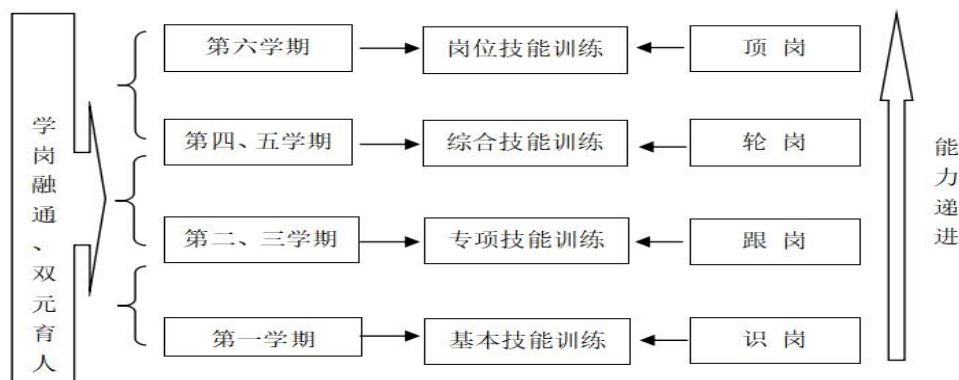 学岗融通、双元育人
第六学期
岗位技能训练
顶 岗
第四、五学期
综合技能训练
轮 岗
第二、三学期
专项技能训练
跟 岗
第一学期
基本技能训练
识 岗
能力递进